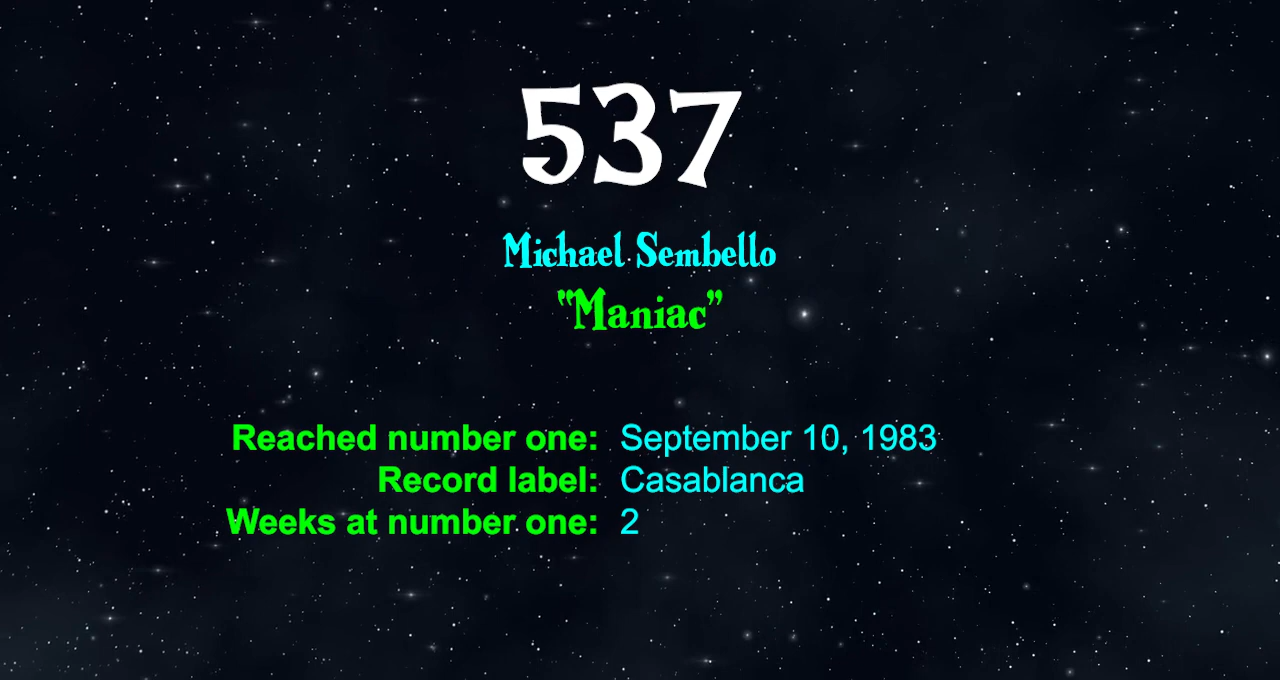 537
Michael Sembello
"Maniac"
Reached number one: September 10, 1983
Record label: Casablanca
Weeks at number one: 2